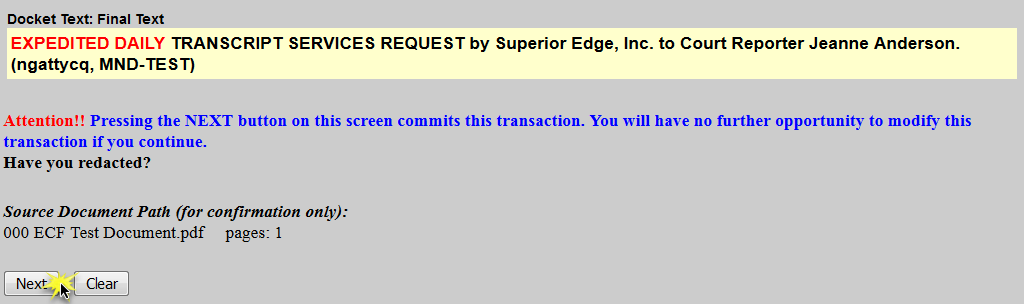 Docket Text: Final Text
EXPEDITED DAILY TRANSCRIPT SERVICES REQUEST by Superior Edge, Inc. to Court Reporter Jeanne Anderson.
(ngattycq, MND-TEST)
Attention!! Pressing the NEXT button on this screen commits this transaction. You will have no further opportunity to modify this
transaction if you continue.
Have you redacted?
Source Document Path (for confirmation only):
000 ECF Test Document.pdf pages: 1
Next Clear